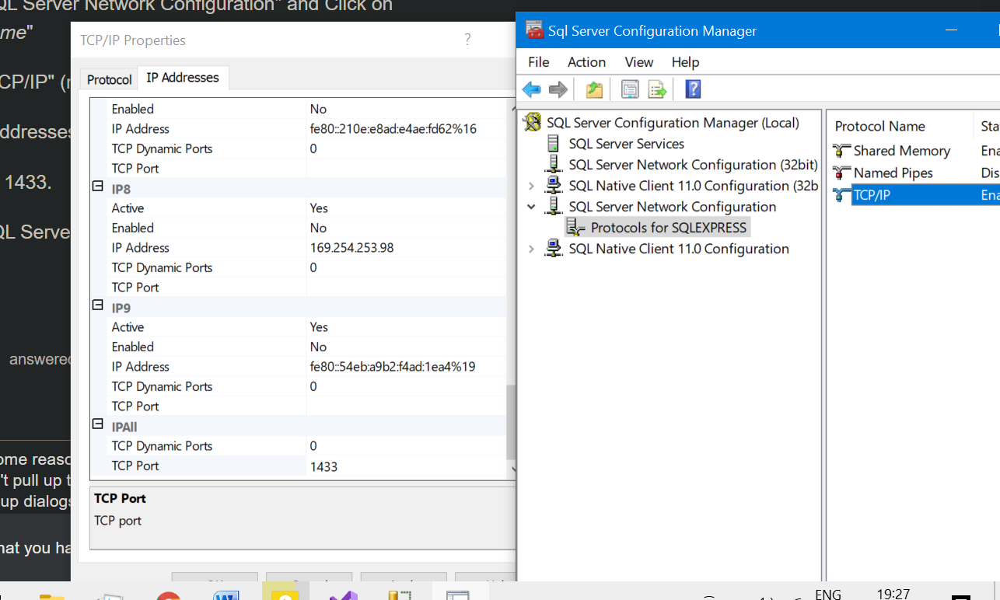 QL Server Network Configuration" and Click on
me"
CP/IP" (
ddresses
1433.
QL Serve
answered
ome reaso
't pull up t
up dialogs
hat you ha
TCP/IP Properties
?
Protocol
IP Addresses
Enabled No
IP Address fe80::210e:e8ad:e4ae:fd62%16
TCP Dynamic Ports 0
TCP Port
IP8
Active Yes
Enabled No
IP Address 169.254.253.98
TCP Dynamic Ports 0
TCP Port
IP9
Active Yes
Enabled No
IP Address fe80::54eb:a9b2:f4ad:1ea4%19
TCP Dynamic Ports 0
TCP Port
IPAll
TCP Dynamic Ports 0
TCP Port 1433
TCP Port
TCP port
Sql Server Configuration Manager
File Action View Help
SQL Server Configuration Manager (Local)
SQL Server Services
SQL Server Network Configuration (32bit)
SQL Native Client 11.0 Configuration (32b
SQL Server Network Configuration
Protocols for SQLEXPRESS
SQL Native Client 11.0 Configuration
Protocol Name Sta
Shared Memory Ena
Named Pipes Dis
TCP/IP Ena
ENG
19:27